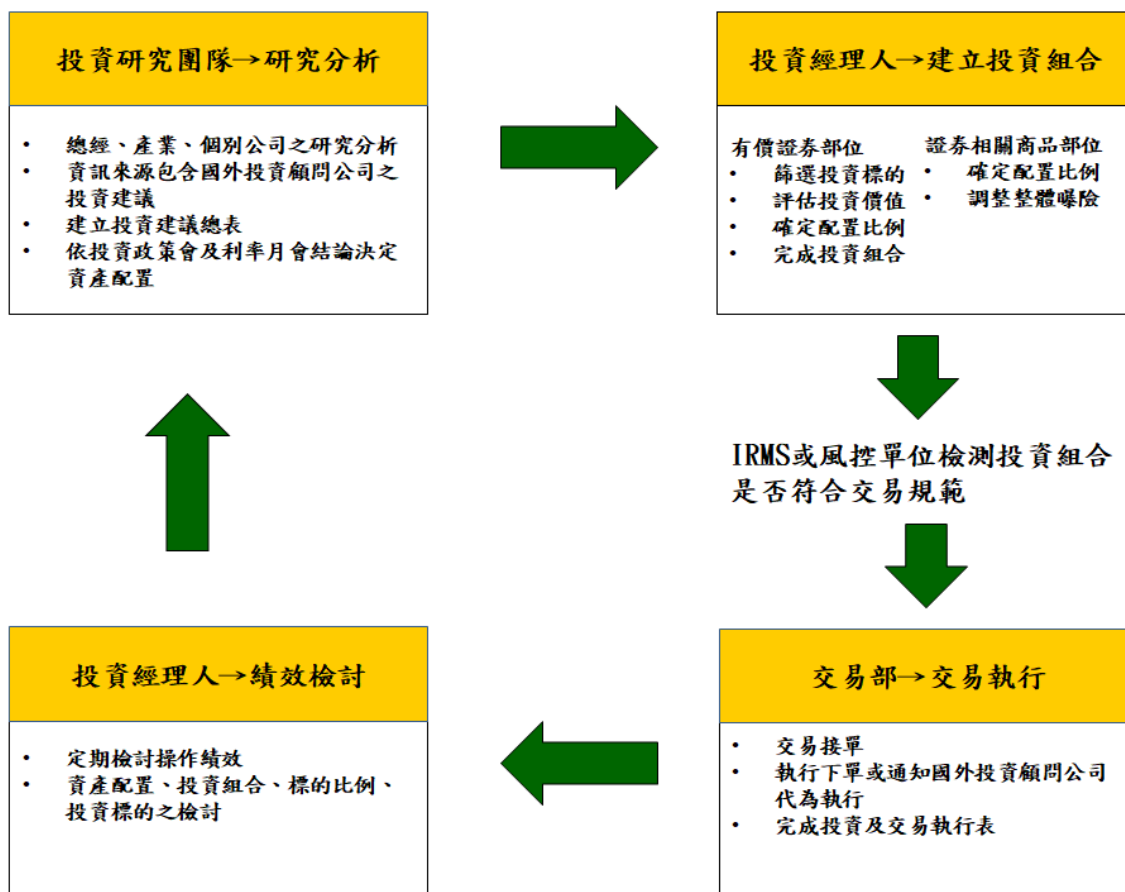 投資研究團隊→研究分析
• 總經、產業、個別公司之研究分析
• 資訊來源包含國外投資顧問公司之
投資建議
• 建立投資建議總表
• 依投資政策會及利率月會結論決定
資產配置
投資經理人→建立投資組合
有價證券部位
• 篩選投資標的
• 評估投資價值
• 確定配置比例
• 完成投資組合
證券相關商品部位
• 確定配置比例
• 調整整體曝險
IRMS或風控單位檢測投資組合
是否符合交易規範
交易部→交易執行
• 交易接單
• 執行下單或通知國外投資顧問公司
代為執行
• 完成投資及交易執行表
投資經理人→績效檢討
• 定期檢討操作績效
• 資產配置、投資組合、標的比例、
投資標的之檢討